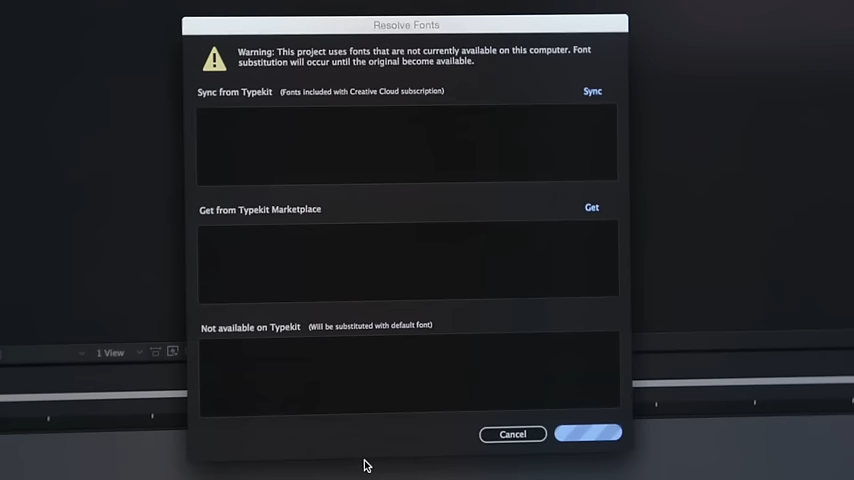 Resolve Fonts
Warning: This project uses fonts that are not currently available on this computer. Font
substitution will occur until the original become available.
Sync from Typekit (Fonts included with Creative Cloud subscription) Sync
Get from Typekit Marketplace Get
Not available on Typekit (Will be substituted with default font)
1 View
Cancel